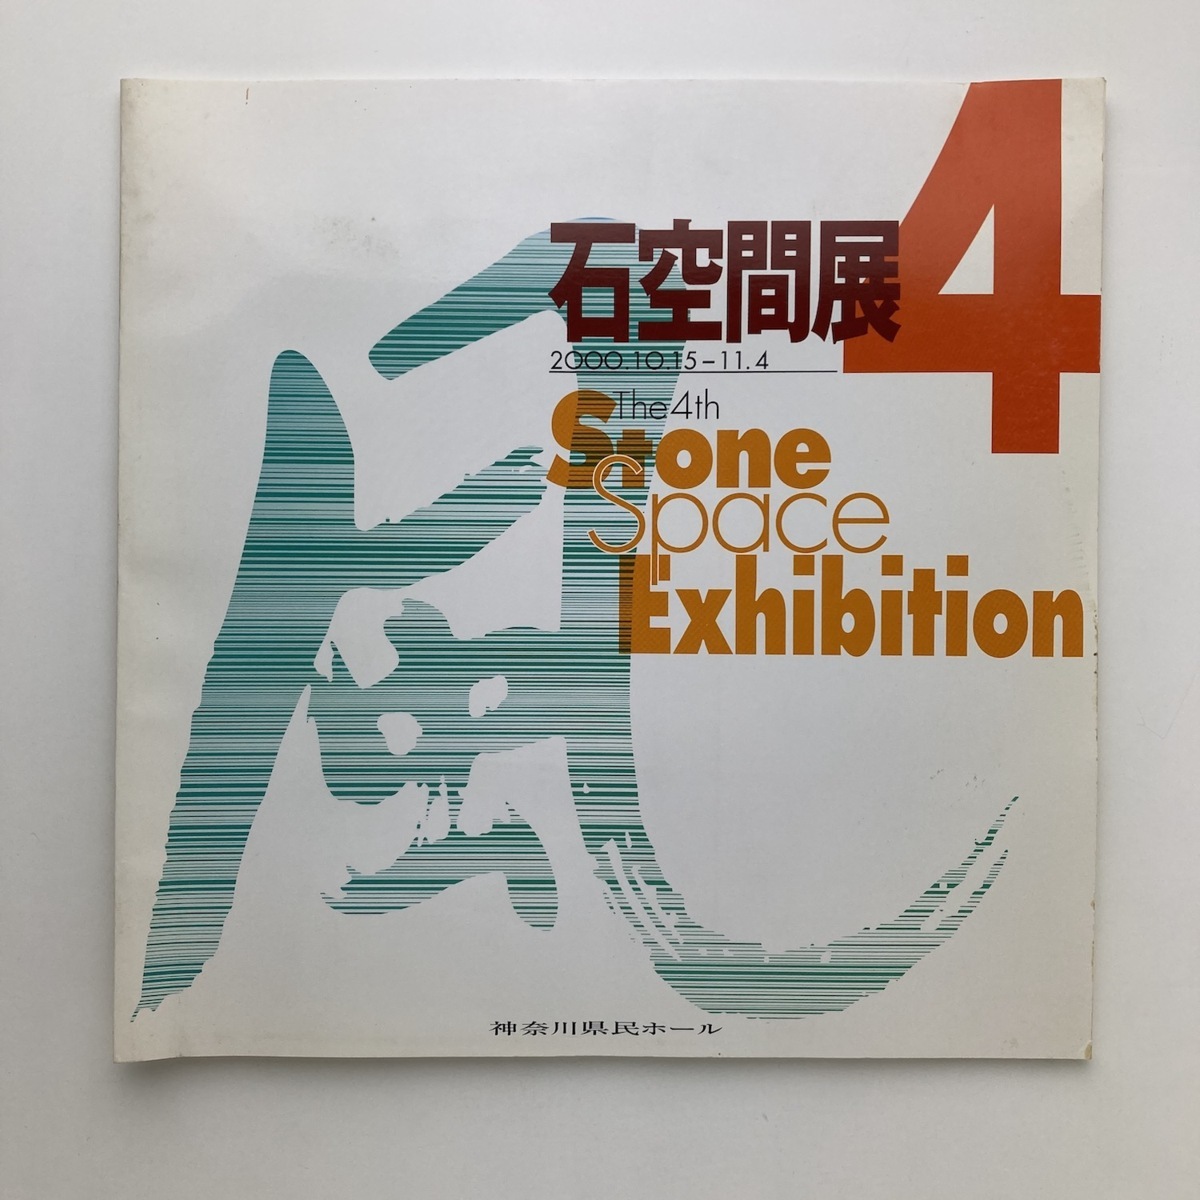 石空間展4
2000.10.15-11.4
The 4th
Stone
Space
Exhibition
風
神奈川県民ホール